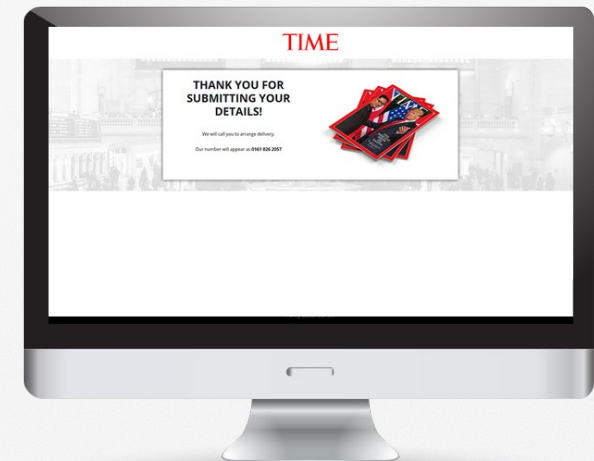 TIME
THANK YOU FOR
SUBMITTING YOUR
DETAILS!
We will call you to arrange delivery.
Our number will appear as 0161 826 2057